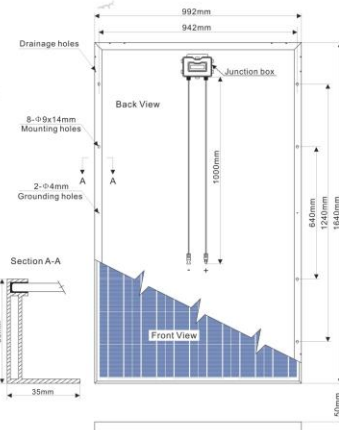 992mm
942mm
Drainage holes
Junction box
Back View
8-Φ9x14mm
Mounting holes
A A
1000mm
2-Φ4mm
Grounding holes
640mm
1240mm
1640mm
Section A-A
- +
Front View
35mm
50mm